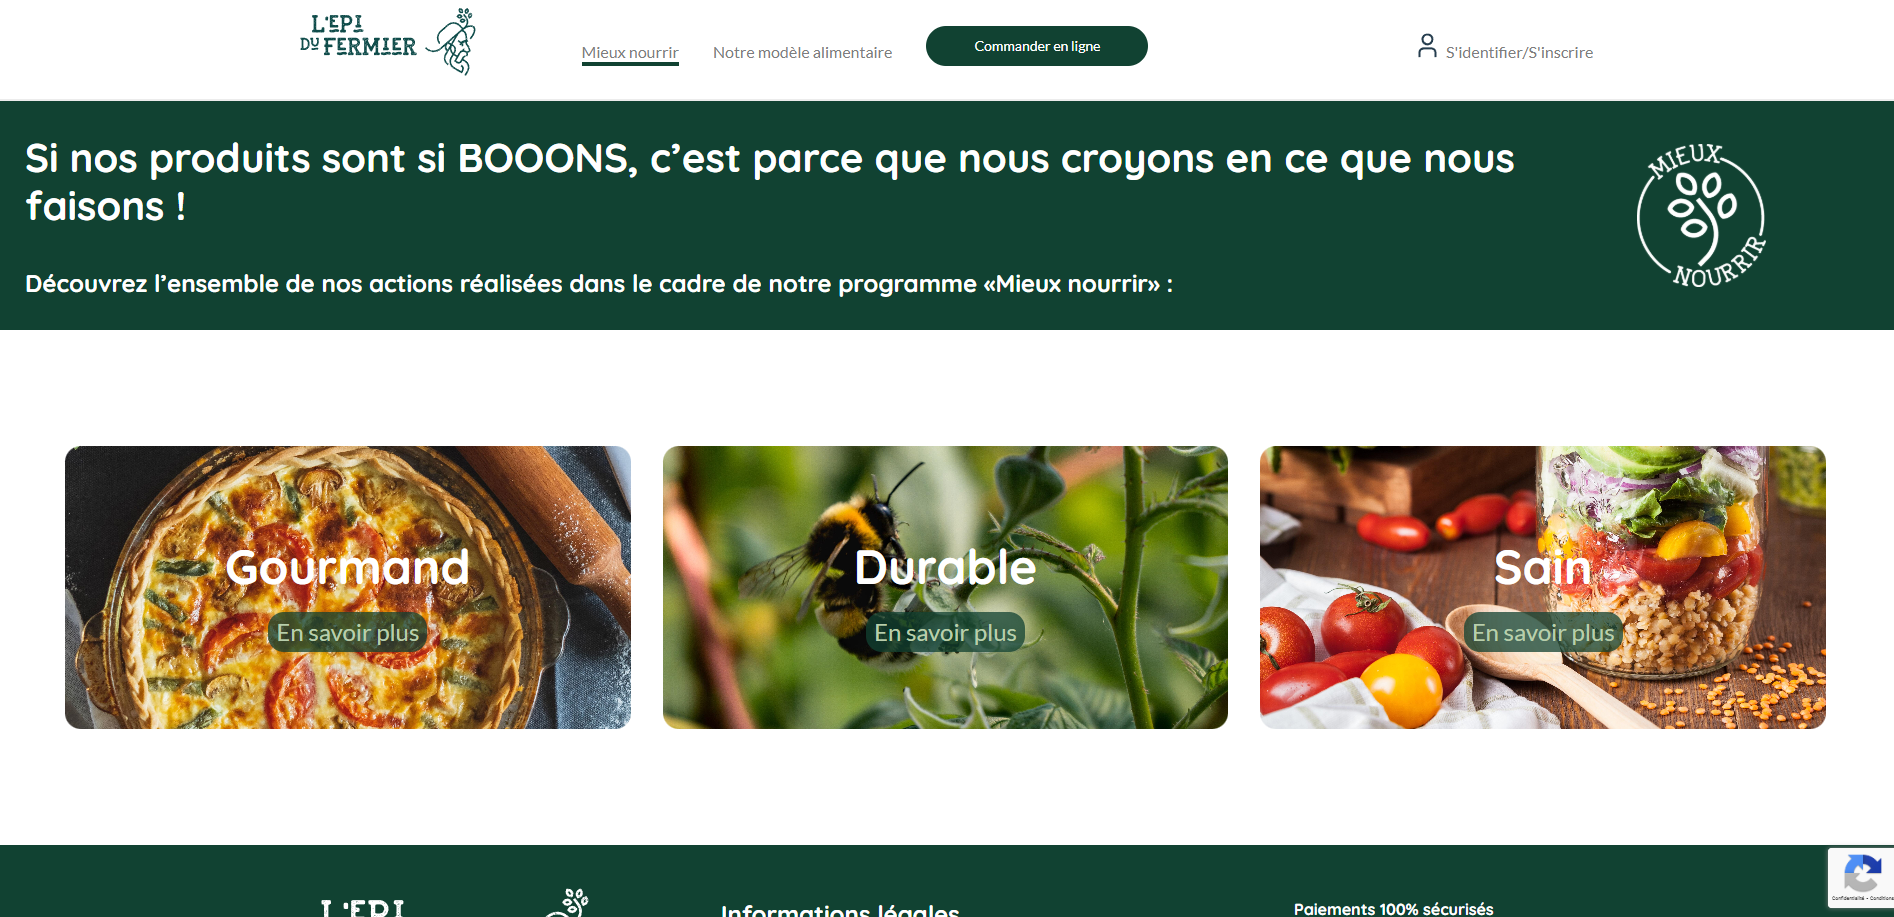 L'EPI
DU FERMIER
Mieux nourrir
Notre modèle alimentaire
Commander en ligne
S'identifier/S'inscrire
Si nos produits sont si BOOONS, c’est parce que nous croyons en ce que nous
faisons !
Découvrez l’ensemble de nos actions réalisées dans le cadre de notre programme «Mieux nourrir» :
MIEUX
NOURRIR
Gourmand
En savoir plus
Durable
En savoir plus
Sain
En savoir plus
L'EPI
Informations légales
Paiements 100% sécurisés
Confidentialité - Conditions